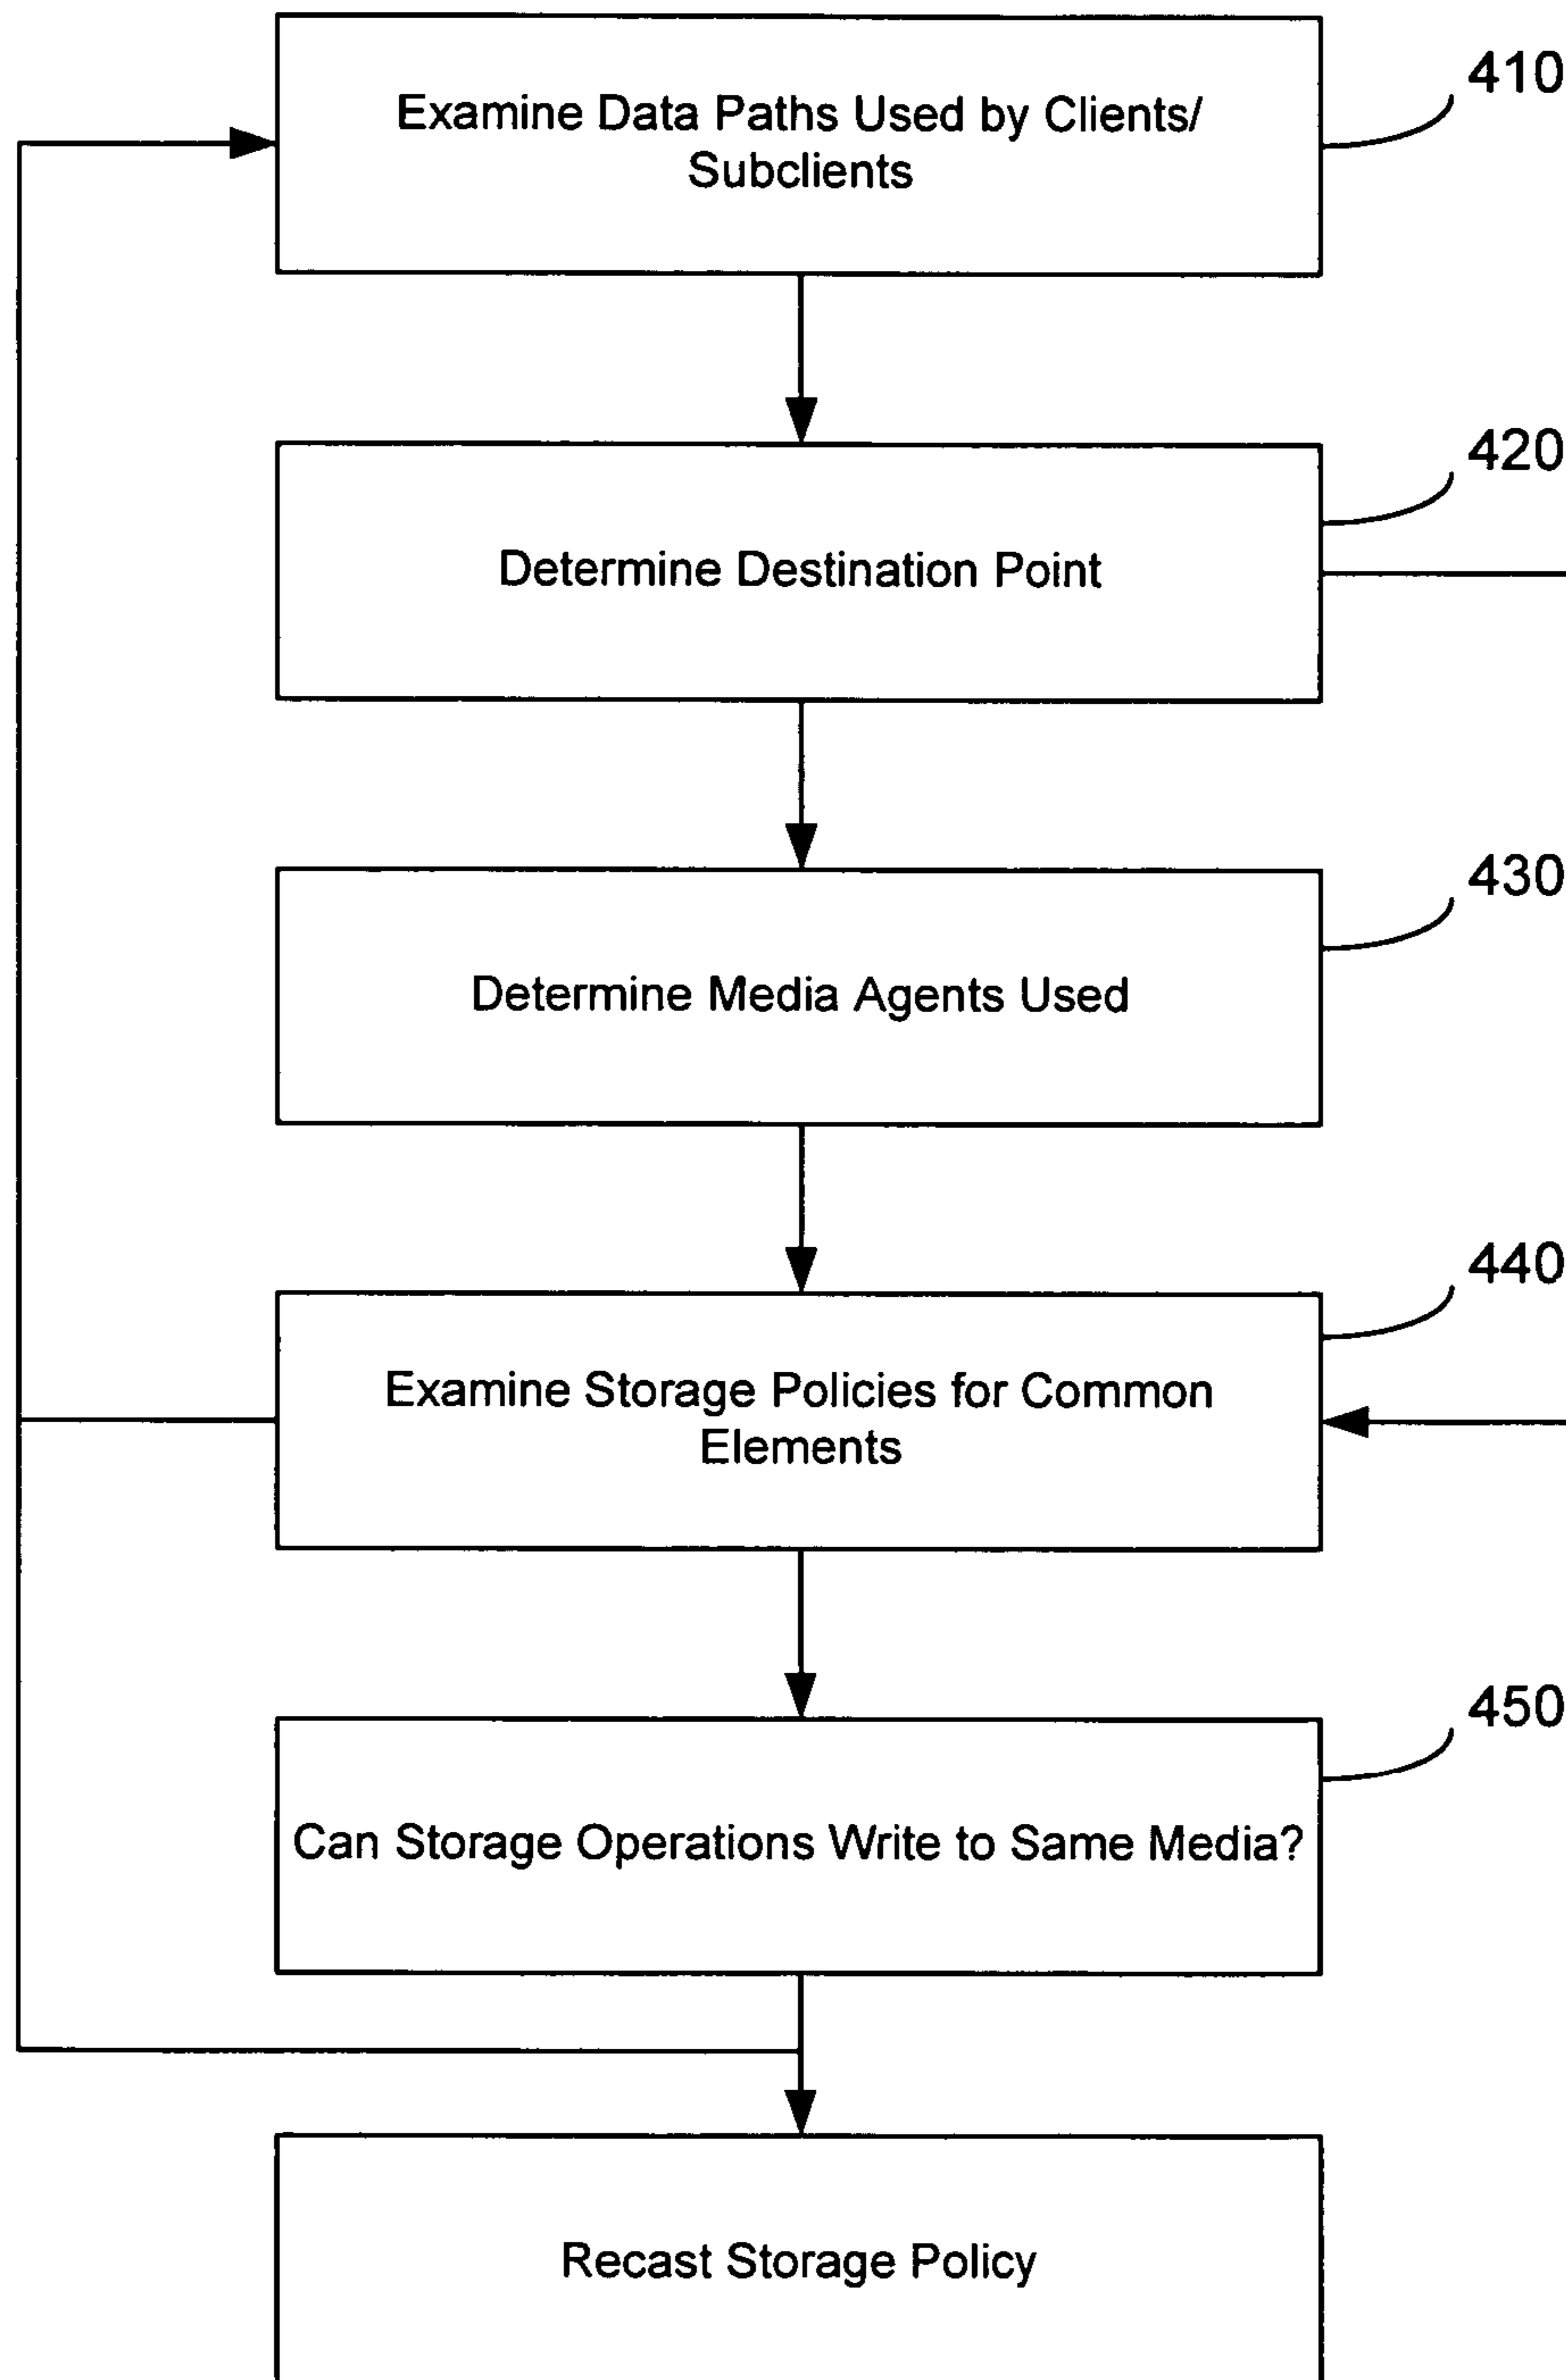 410
Examine Data Paths Used by Clients/
Subclients
420
Determine Destination Point
430
Determine Media Agents Used
440
Examine Storage Policies for Common
Elements
450
Can Storage Operations Write to Same Media?
Recast Storage Policy